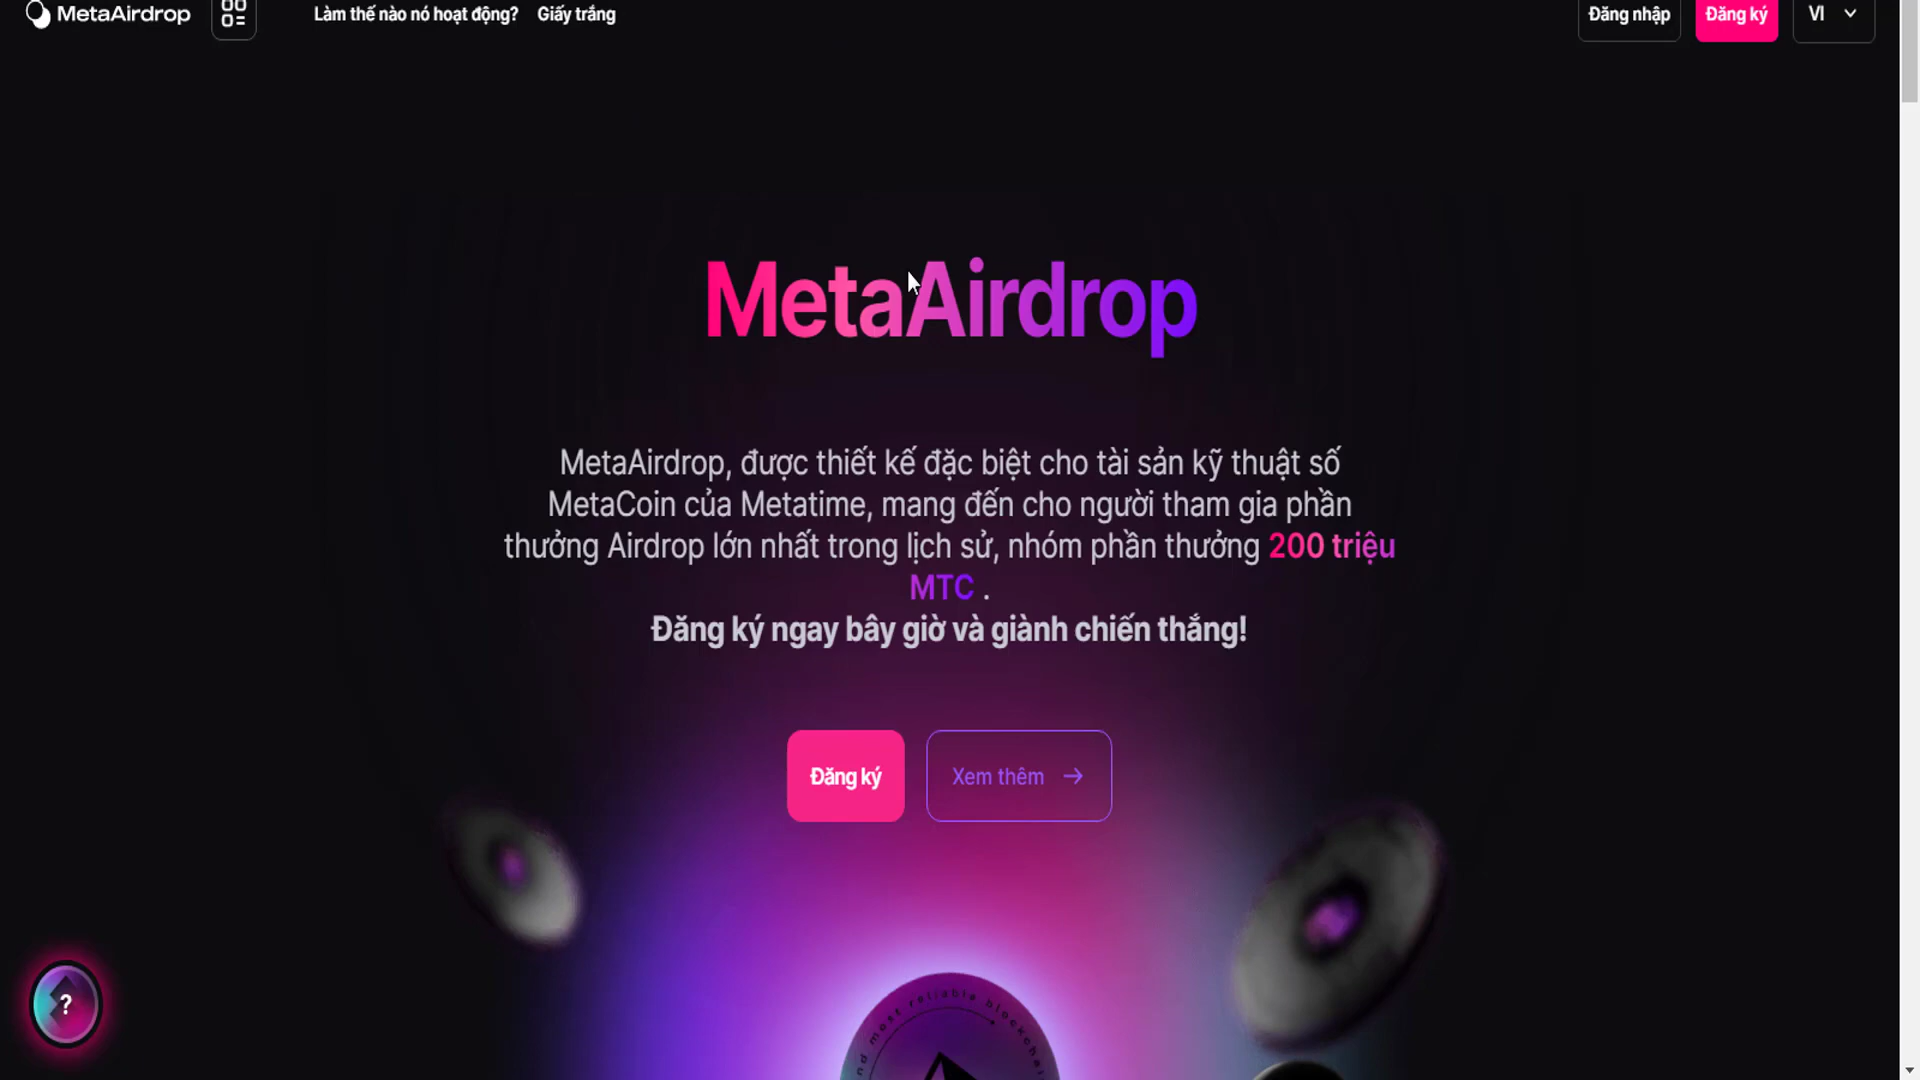 MetaAirdrop
Làm thế nào nó hoạt động?
Giấy trắng
Đăng nhập
Đăng ký
VI
MetaAirdrop
MetaAirdrop, được thiết kế đặc biệt cho tài sản kỹ thuật số
MetaCoin của Metatime, mang đến cho người tham gia phần
thưởng Airdrop lớn nhất trong lịch sử, nhóm phần thưởng 200 triệu
MTC .
Đăng ký ngay bây giờ và giành chiến thắng!
Đăng ký
Xem thêm →
most reliable
?